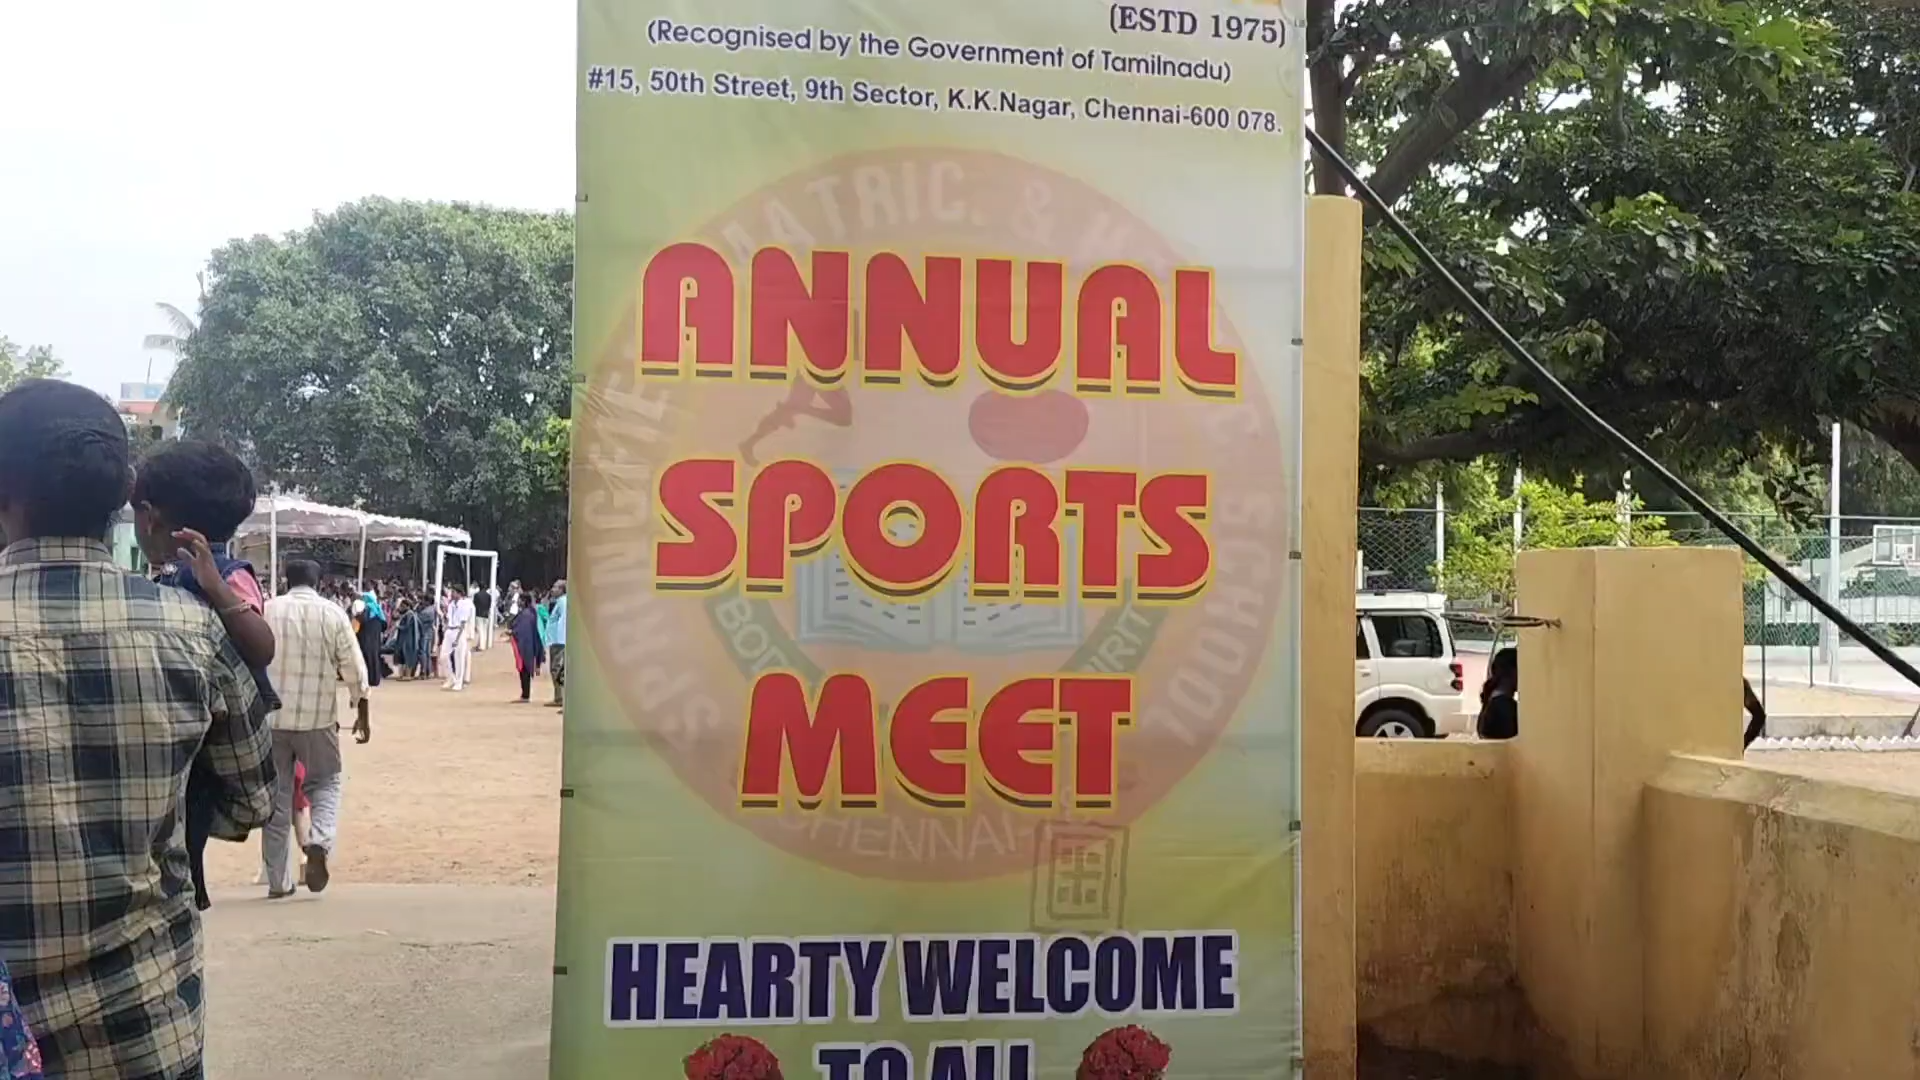 (ESTD 1975)
(Recognised by the Government of Tamilnadu)
#15, 50th Street, 9th Sector, K.K.Nagar, Chennai-600 078.
ANNUAL
SPORTS
MEET
CHENNAI-
HEARTY WELCOME
TO ALL